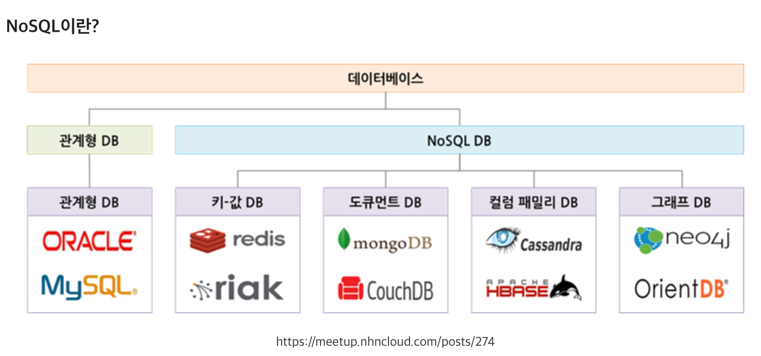 NoSQL이란?
데이터베이스
관계형 DB
NoSQL DB
관계형 DB
키-값 DB
도큐먼트 DB
컬럼 패밀리 DB
그래프 DB
ORACLE
redis
mongoDB
Cassandra
neo4j
MySQL
riak
CouchDB
APACHE
HBASE
OrientDB
https://meetup.nhncloud.com/posts/274